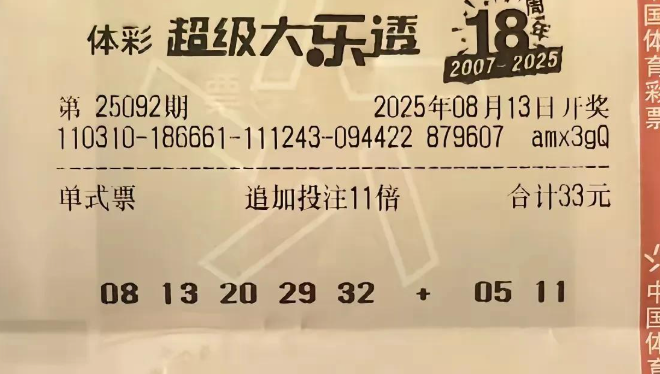 体彩 超级大乐透 18周年
2007-2025
第 25092期 2025年08月13日开奖
110310-186661-111243-094422 879607 amx3gQ
单式票 追加投注11倍 合计33元
08 13 20 29 32 + 05 11
国体育彩票
中国体